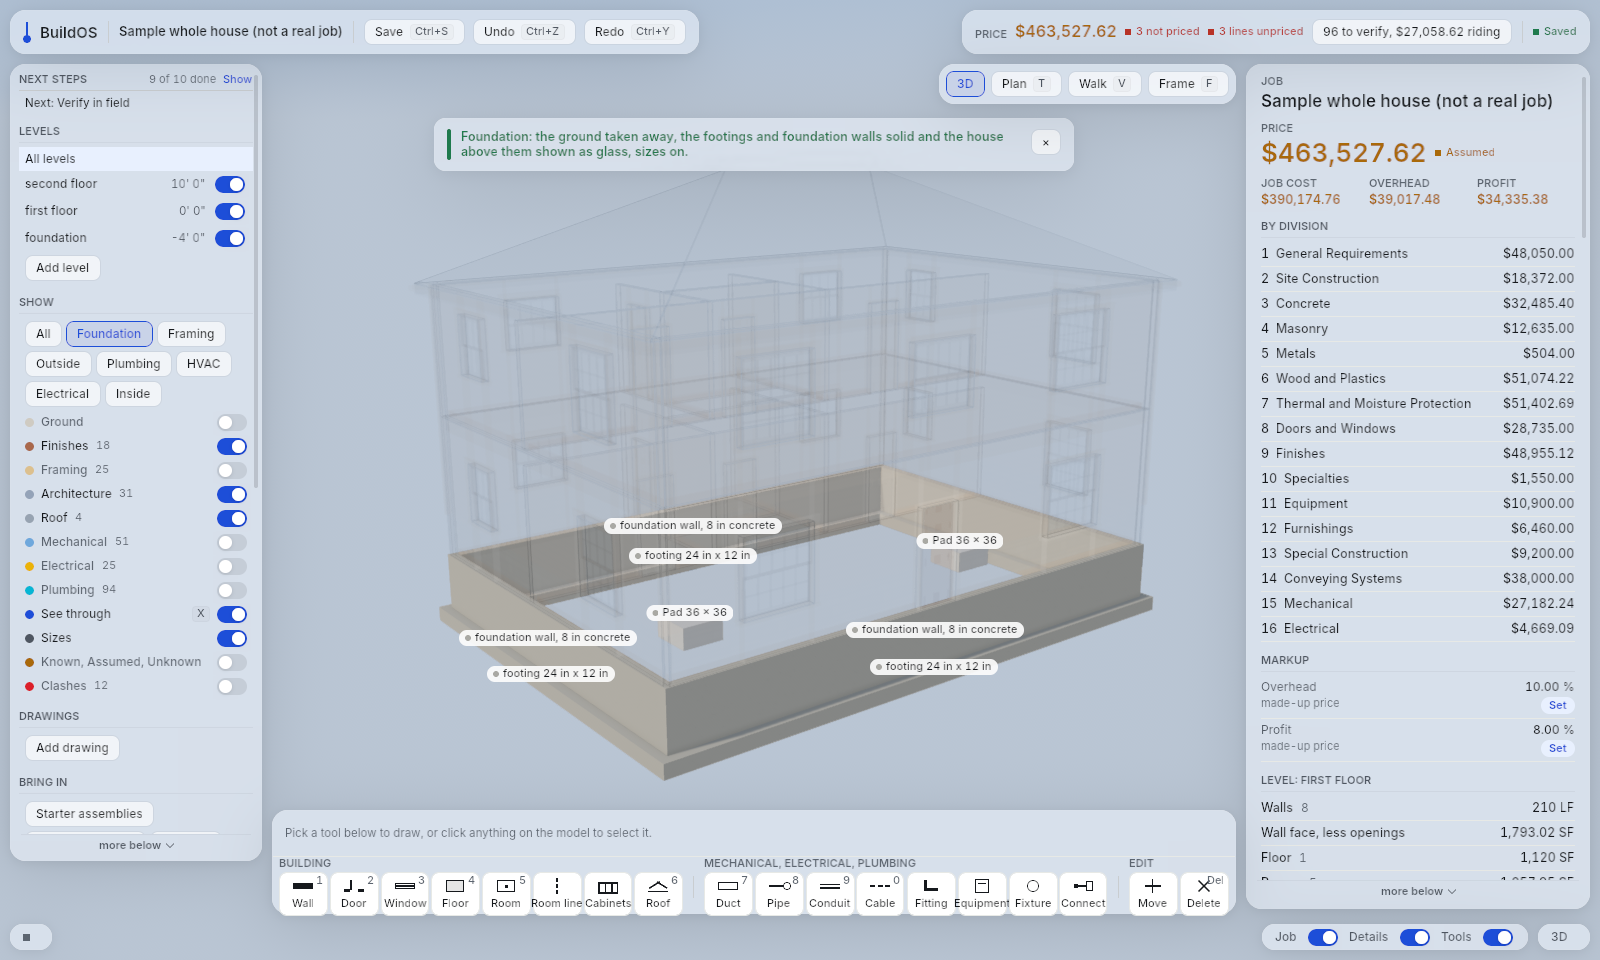 BuildOS
Sample whole house (not a real job)
Save Ctrl+S
Undo Ctrl+Z
Redo Ctrl+Y
PRICE $463,527.62
3 not priced
3 lines unpriced
96 to verify, $27,058.62 riding
Saved
NEXT STEPS 9 of 10 done Show
Next: Verify in field
LEVELS
All levels
second floor 10' 0"
first floor 0' 0"
foundation -4' 0"
Add level
SHOW
All Foundation Framing
Outside Plumbing HVAC
Electrical Inside
Ground
Finishes 18
Framing 25
Architecture 31
Roof 4
Mechanical 51
Electrical 25
Plumbing 94
See through X
Sizes
Known, Assumed, Unknown
Clashes 12
DRAWINGS
Add drawing
BRING IN
Starter assemblies
more below
3D
Plan T
Walk V
Frame F
Foundation: the ground taken away, the footings and foundation walls solid and the house
above them shown as glass, sizes on.
×
foundation wall, 8 in concrete
footing 24 in x 12 in
Pad 36 × 36
Pad 36 × 36
foundation wall, 8 in concrete
foundation wall, 8 in concrete
footing 24 in x 12 in
footing 24 in x 12 in
Pick a tool below to draw, or click anything on the model to select it.
BUILDING
Wall 1
Door 2
Window 3
Floor 4
Room 5
Room line
Cabinets
Roof 6
MECHANICAL, ELECTRICAL, PLUMBING
Duct 7
Pipe 8
Conduit 9
Cable 0
Fitting
Equipment
Fixture
Connect
EDIT
Move
Delete Del
JOB
Sample whole house (not a real job)
PRICE
$463,527.62 Assumed
JOB COST OVERHEAD PROFIT
$390,174.76 $39,017.48 $34,335.38
BY DIVISION
1 General Requirements $48,050.00
2 Site Construction $18,372.00
3 Concrete $32,485.40
4 Masonry $12,635.00
5 Metals $504.00
6 Wood and Plastics $51,074.22
7 Thermal and Moisture Protection $51,402.69
8 Doors and Windows $28,735.00
9 Finishes $48,955.12
10 Specialties $1,550.00
11 Equipment $10,900.00
12 Furnishings $6,460.00
13 Special Construction $9,200.00
14 Conveying Systems $38,000.00
15 Mechanical $27,182.24
16 Electrical $4,669.09
MARKUP
Overhead 10.00 %
made-up price Set
Profit 8.00 %
made-up price Set
LEVEL: FIRST FLOOR
Walls 8 210 LF
Wall face, less openings 1,793.02 SF
Floor 1 1,120 SF
more below
Job
Details
Tools
3D